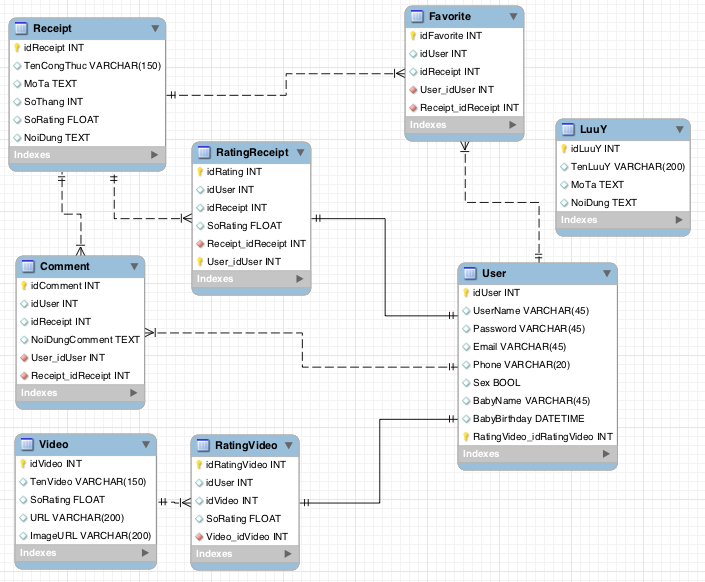 Receipt
idReceipt INT
TenCongThuc VARCHAR(150)
MoTa TEXT
SoThang INT
SoRating FLOAT
NoiDung TEXT
Indexes
Favorite
idFavorite INT
idUser INT
idReceipt INT
User_idUser INT
Receipt_idReceipt INT
Indexes
LuuY
idLuuY INT
TenLuuY VARCHAR(200)
MoTa TEXT
NoiDung TEXT
Indexes
RatingReceipt
idRating INT
idUser INT
idReceipt INT
SoRating FLOAT
Receipt_idReceipt INT
User_idUser INT
Indexes
Comment
idComment INT
idUser INT
idReceipt INT
NoiDungComment TEXT
User_idUser INT
Receipt_idReceipt INT
Indexes
User
idUser INT
UserName VARCHAR(45)
Password VARCHAR(45)
Email VARCHAR(45)
Phone VARCHAR(20)
Sex BOOL
BabyName VARCHAR(45)
BabyBirthday DATETIME
RatingVideo_idRatingVideo INT
Indexes
Video
idVideo INT
TenVideo VARCHAR(150)
SoRating FLOAT
URL VARCHAR(200)
ImageURL VARCHAR(200)
Indexes
RatingVideo
idRatingVideo INT
idUser INT
idVideo INT
SoRating FLOAT
Video_idVideo INT
Indexes